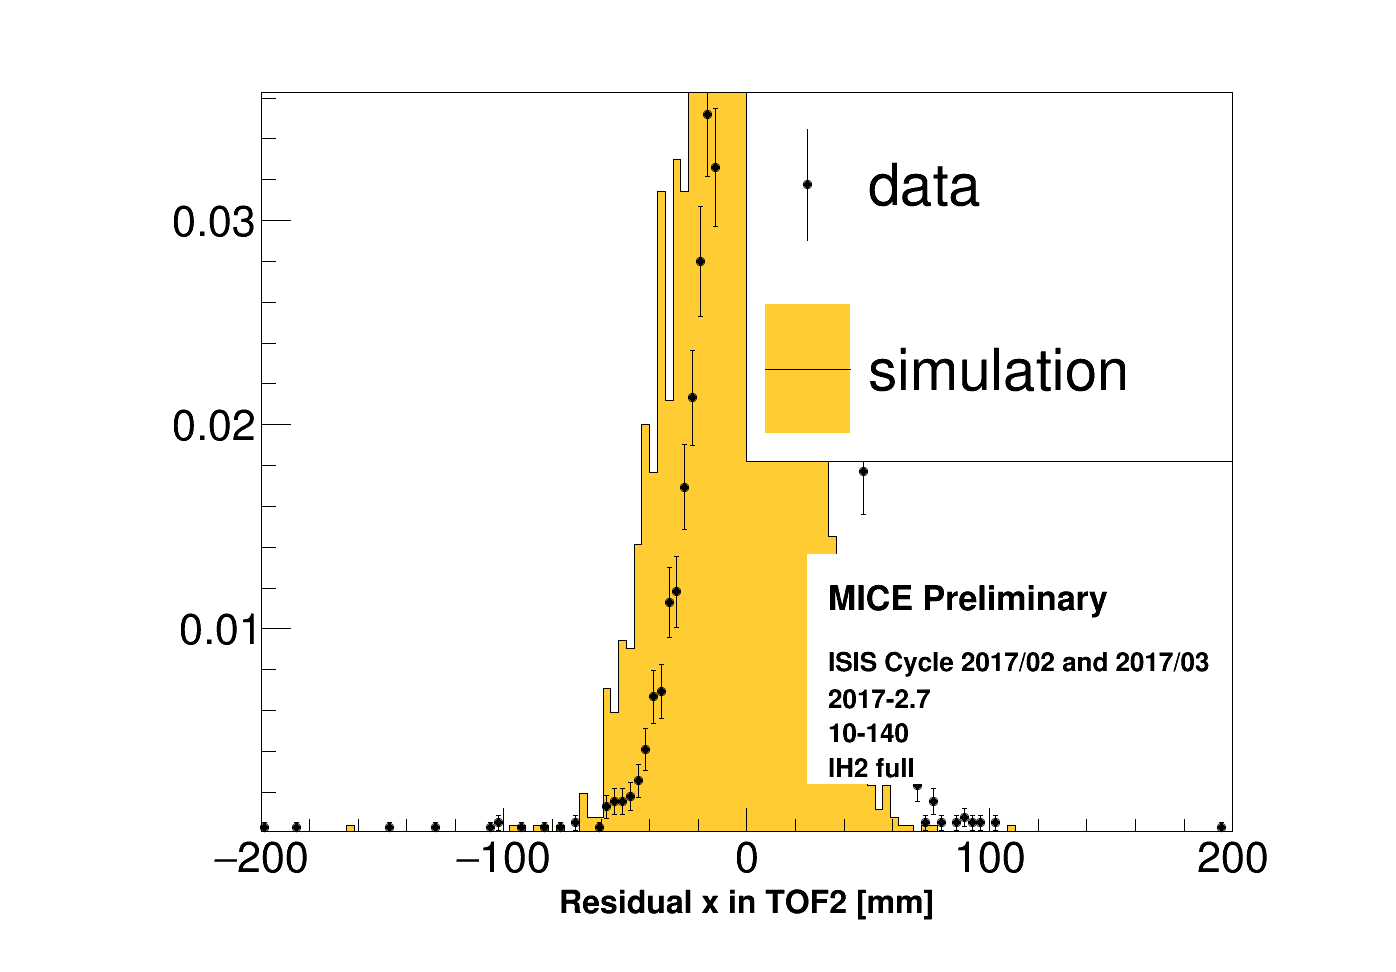 data
0.03
simulation
0.02
MICE Preliminary
0.01
ISIS Cycle 2017/02 and 2017/03
2017-2.7
10-140
IH2 full
−200 −100 0 100 200
Residual x in TOF2 [mm]